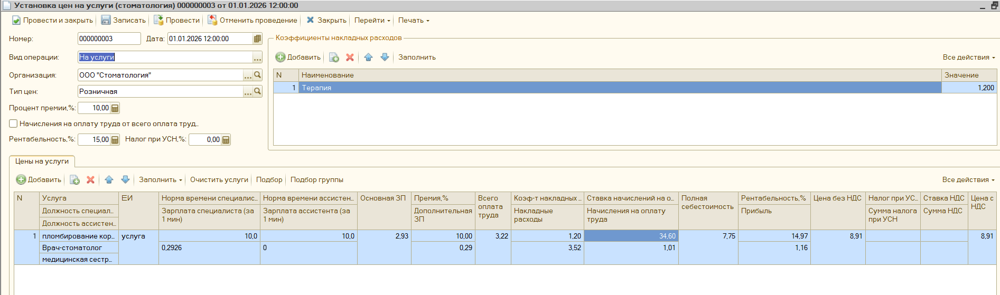 Установка цен на услуги (стоматология) 000000003 от 01.01.2026 12:00:00
Провести и закрыть Записать Провести Отменить проведение Закрыть Перейти Печать
Номер: 000000003 Дата: 01.01.2026 12:00:00
Вид операции: На услуги ...
Организация: ООО "Стоматология" ...
Тип цен: Розничная ...
Процент премии,%: 10,00
Начисления на оплату труда от всего оплата труд...
Рентабельность,%: 15,00 Налог при УСН,%: 0,00
Коэффициенты накладных расходов
Добавить Заполнить Все действия
N Наименование Значение
1 Терапия 1,200
Цены на услуги
Добавить Заполнить Очистить услуги Подбор Подбор группы Все действия
N Услуга ЕИ Норма времени специалис... Норма времени ассистен... Основная ЗП Премия,% Всего оплата труда Коэф-т накладных ... Ставка начислений на о... Полная себестоимость Рентабельность,% Цена без НДС Налог при УС... Ставка НДС Цена с НДС
Должность специал... Зарплата специалиста (за 1 мин) Зарплата ассистента (за 1 мин) Дополнительная ЗП Накладные расходы Начисления на оплату труда Прибыль Сумма налога при УСН Сумма НДС
Должность ассистен...
1 пломбирование кор... услуга 10,0 10,0 2,93 10,00 3,22 1,20 34,60 7,75 14,97 8,91 8,91
Врач-стоматолог 0,2926 0 0,29 3,52 1,01 1,16
медицинская сестр...